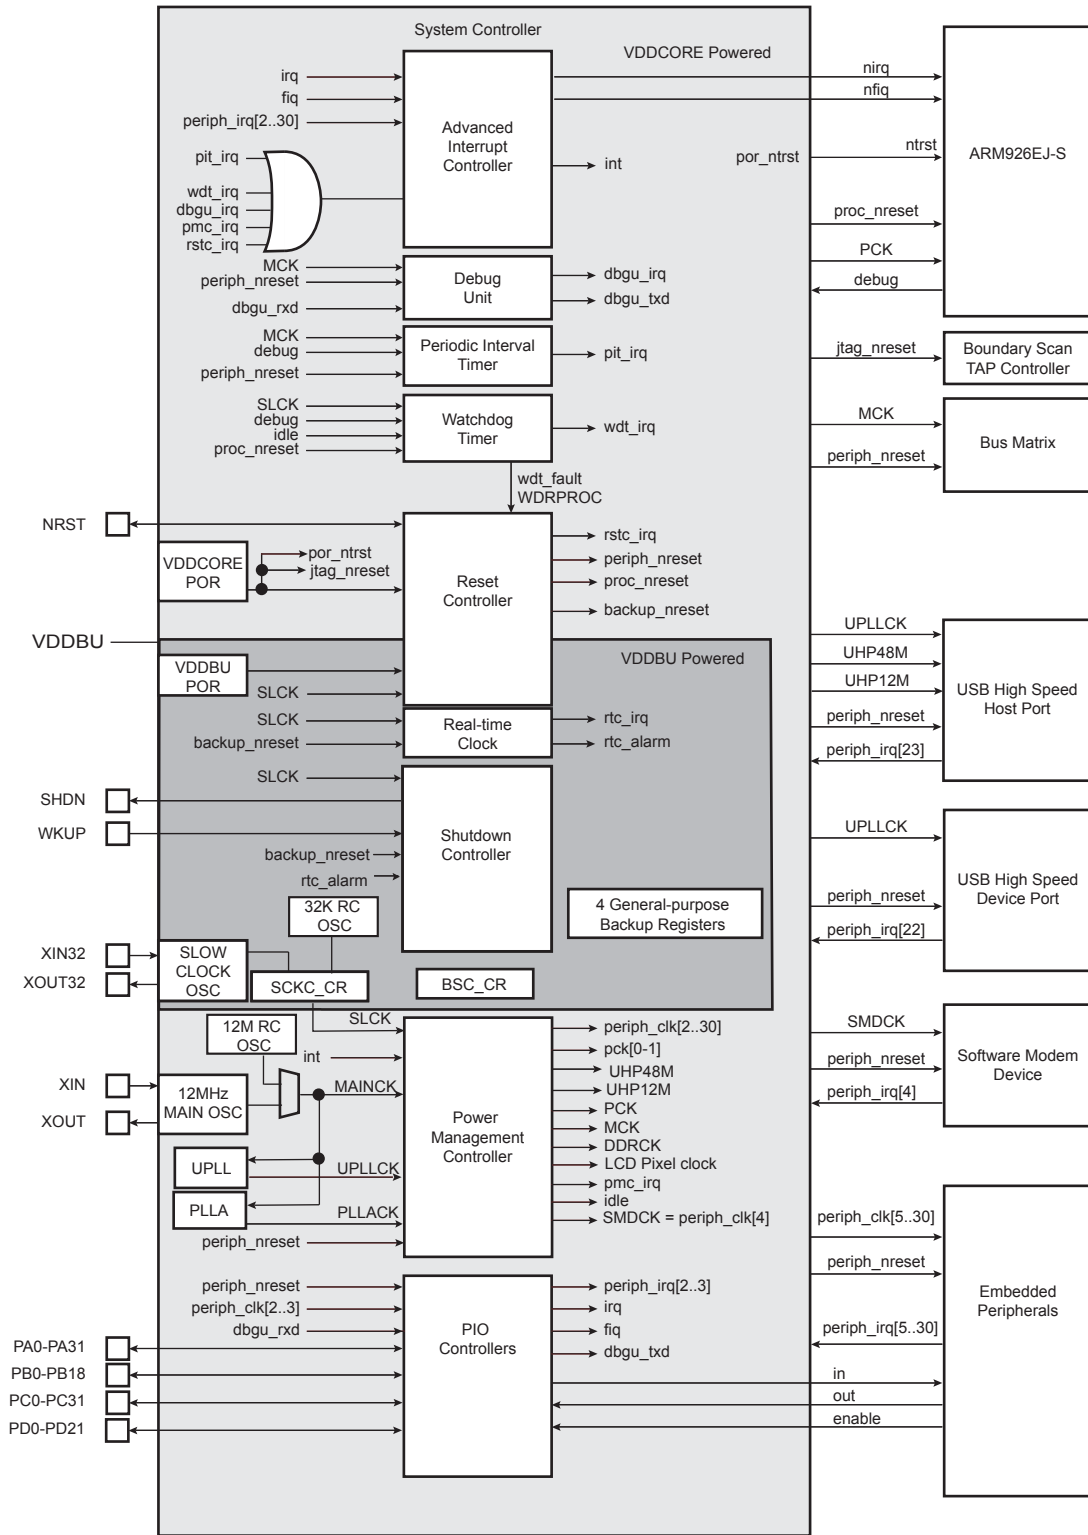 System Controller
VDDCORE Powered
irq
fiq
periph_irq[2..30]
pit_irq
wdt_irq
dbgu_irq
pmc_irq
rstc_irq
Advanced
Interrupt
Controller
int
nirq
nfiq
por_ntrst
ntrst
proc_nreset
PCK
debug
ARM926EJ-S
MCK
periph_nreset
dbgu_rxd
Debug
Unit
dbgu_irq
dbgu_txd
MCK
debug
periph_nreset
Periodic Interval
Timer
pit_irq
jtag_nreset
Boundary Scan
TAP Controller
SLCK
debug
idle
proc_nreset
Watchdog
Timer
wdt_irq
MCK
periph_nreset
Bus Matrix
wdt_fault
WDRPROC
NRST
VDDCORE
POR
por_ntrst
jtag_nreset
Reset
Controller
rstc_irq
periph_nreset
proc_nreset
backup_nreset
VDDBU
VDDBU
POR
SLCK
VDDBU Powered
UPLLCK
UHP48M
UHP12M
periph_nreset
periph_irq[23]
USB High Speed
Host Port
SLCK
backup_nreset
Real-time
Clock
rtc_irq
rtc_alarm
SLCK
SHDN
WKUP
backup_nreset
rtc_alarm
Shutdown
Controller
4 General-purpose
Backup Registers
UPLLCK
periph_nreset
periph_irq[22]
USB High Speed
Device Port
32K RC
OSC
XIN32
XOUT32
SLOW
CLOCK
OSC
SCKC_CR
BSC_CR
SLCK
12M RC
OSC
int
XIN
XOUT
12MHz
MAIN OSC
MAINCK
UPLL
UPLLCK
PLLA
PLLACK
periph_nreset
Power
Management
Controller
periph_clk[2..30]
pck[0-1]
UHP48M
UHP12M
PCK
MCK
DDRCK
LCD Pixel clock
pmc_irq
idle
SMDCK = periph_clk[4]
SMDCK
periph_nreset
periph_irq[4]
Software Modem
Device
periph_nreset
periph_clk[2..3]
dbgu_rxd
PA0-PA31
PB0-PB18
PC0-PC31
PD0-PD21
PIO
Controllers
periph_irq[2..3]
irq
fiq
dbgu_txd
periph_clk[5..30]
periph_nreset
periph_irq[5..30]
in
out
enable
Embedded
Peripherals